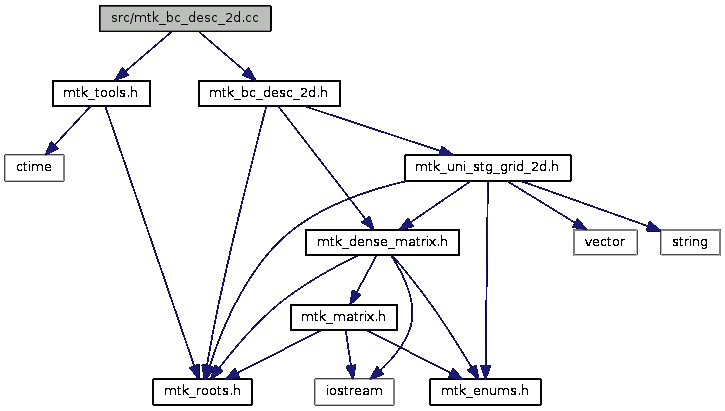 src/mtk_bc_desc_2d.cc
mtk_tools.h
mtk_bc_desc_2d.h
ctime
mtk_uni_stg_grid_2d.h
mtk_dense_matrix.h
vector
string
mtk_matrix.h
mtk_roots.h
iostream
mtk_enums.h